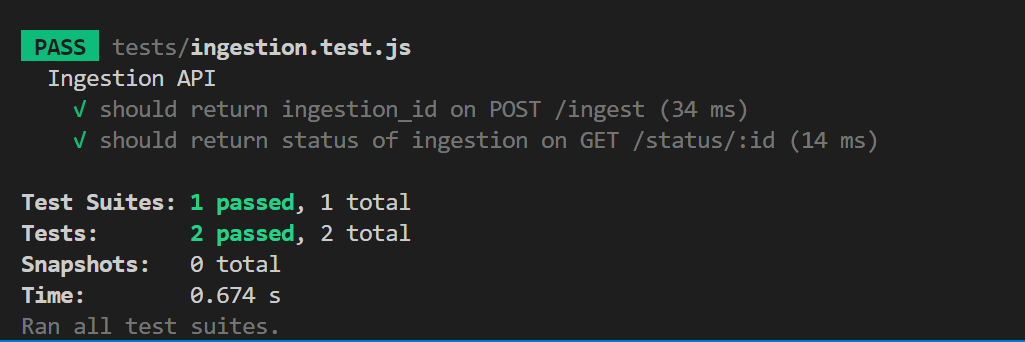 PASS tests/ingestion.test.js
Ingestion API
√ should return ingestion_id on POST /ingest (34 ms)
√ should return status of ingestion on GET /status/:id (14 ms)
Test Suites: 1 passed, 1 total
Tests: 2 passed, 2 total
Snapshots: 0 total
Time: 0.674 s
Ran all test suites.